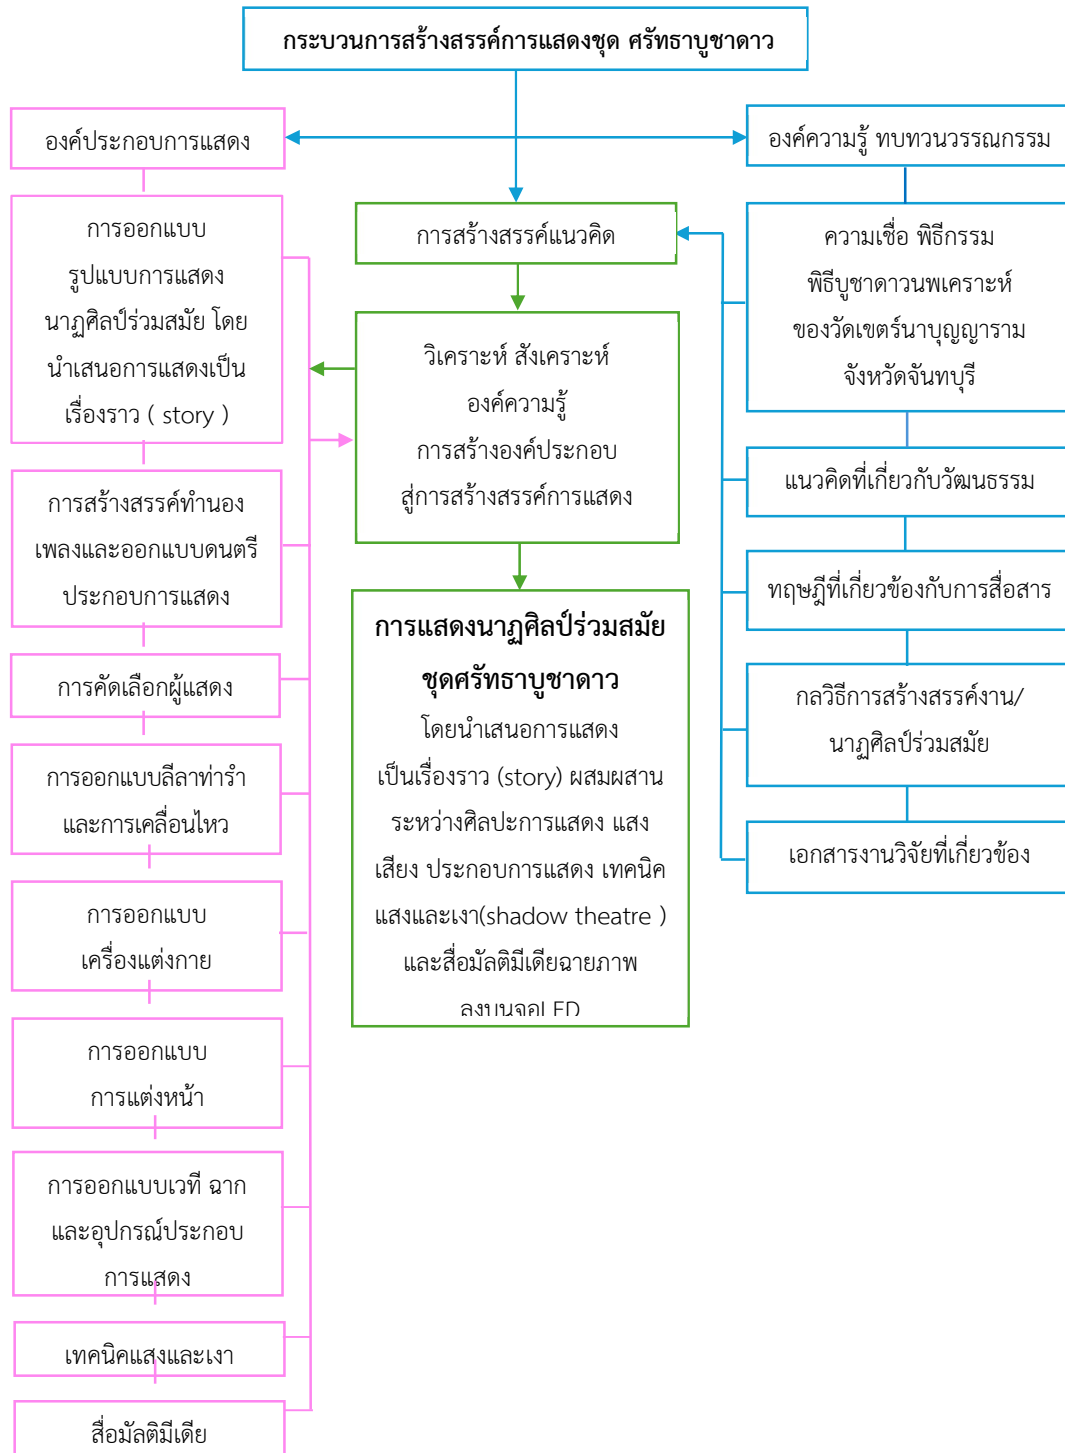 กระบวนการสร้างสรรค์การแสดงชุด ศรัทธาบูชาดาว
องค์ประกอบการแสดง
การออกแบบ
รูปแบบการแสดง
นาฏศิลป์ร่วมสมัย โดย
นำเสนอการแสดงเป็น
เรื่องราว ( story )
การสร้างสรรค์ทำนอง
เพลงและออกแบบดนตรี
ประกอบการแสดง
การคัดเลือกผู้แสดง
การออกแบบลีลาท่ารำ
และการเคลื่อนไหว
การออกแบบ
เครื่องแต่งกาย
การออกแบบ
การแต่งหน้า
การออกแบบเวที ฉาก
และอุปกรณ์ประกอบ
การแสดง
เทคนิคแสงและเงา
สื่อมัลติมีเดีย
การสร้างสรรค์แนวคิด
วิเคราะห์ สังเคราะห์
องค์ความรู้
การสร้างองค์ประกอบ
สู่การสร้างสรรค์การแสดง
การแสดงนาฏศิลป์ร่วมสมัย
ชุดศรัทธาบูชาดาว
โดยนำเสนอการแสดง
เป็นเรื่องราว (story) ผสมผสาน
ระหว่างศิลปะการแสดง แสง
เสียง ประกอบการแสดง เทคนิค
แสงและเงา(shadow theatre )
และสื่อมัลติมีเดียฉายภาพ
ลงบนจอLED
องค์ความรู้ ทบทวนวรรณกรรม
ความเชื่อ พิธีกรรม
พิธีบูชาดาวนพเคราะห์
ของวัดเขตร์นาบุญญาราม
จังหวัดจันทบุรี
แนวคิดที่เกี่ยวกับวัฒนธรรม
ทฤษฎีที่เกี่ยวข้องกับการสื่อสาร
กลวิธีการสร้างสรรค์งาน/
นาฏศิลป์ร่วมสมัย
เอกสารงานวิจัยที่เกี่ยวข้อง